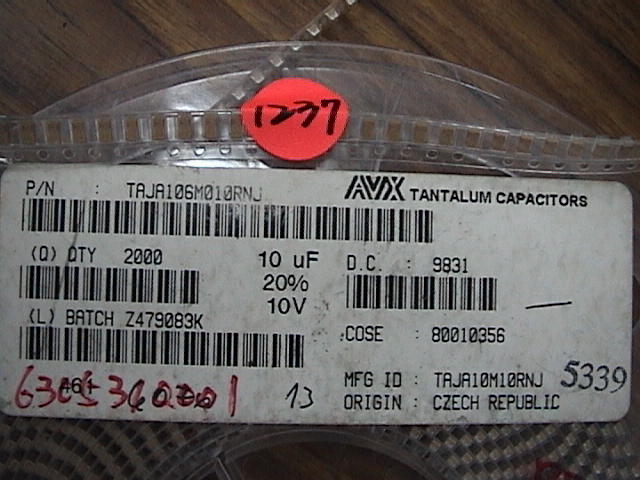 1237
P/N : TAJA106M010RNJ
AVX TANTALUM CAPACITORS
(Q) QTY 2000
10 uF
20%
10V
D.C. : 9831
(L) BATCH Z479083K
COSE : 80010356
MFG ID : TAJA10M10RNJ
ORIGIN : CZECH REPUBLIC
5339
13